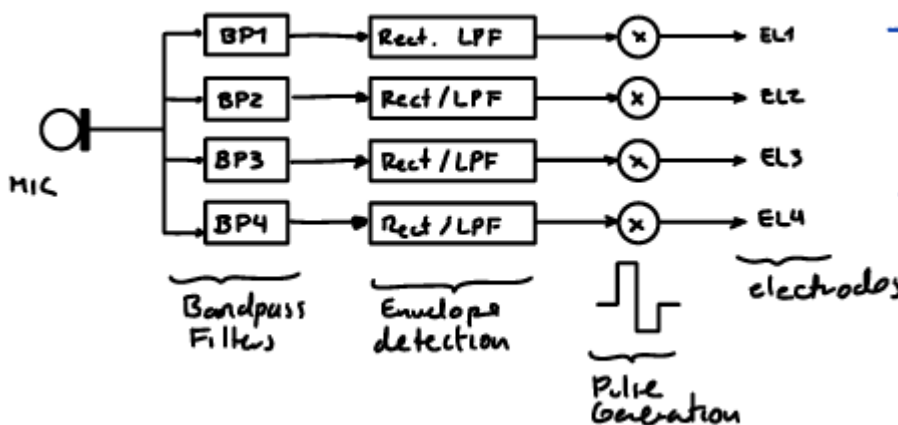 BP1 Rect. LPF x EL1
BP2 Rect/LPF x EL2
MIC
BP3 Rect/LPF x EL3
BP4 Rect/LPF x EL4
Bandpass
Filters
Envelope
detection
electrodos
Pulse
Generation